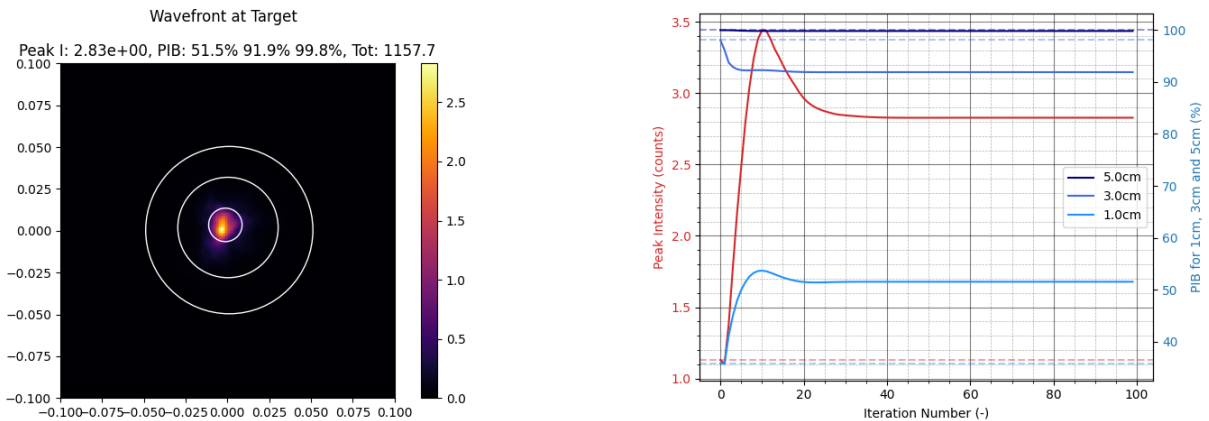 Wavefront at Target
Peak I: 2.83e+00, PIB: 51.5% 91.9% 99.8%, Tot: 1157.7
0.100
0.075
0.050
0.025
0.000
−0.025
−0.050
−0.075
−0.100
−0.100−0.075−0.050−0.025 0.000 0.025 0.050 0.075 0.100
2.5
2.0
1.5
1.0
0.5
0.0
Peak Intensity (counts)
3.5
3.0
2.5
2.0
1.5
1.0
0 20 40 60 80 100
Iteration Number (-)
5.0cm
3.0cm
1.0cm
100
90
80
70
60
50
40
PIB for 1cm, 3cm and 5cm (%)